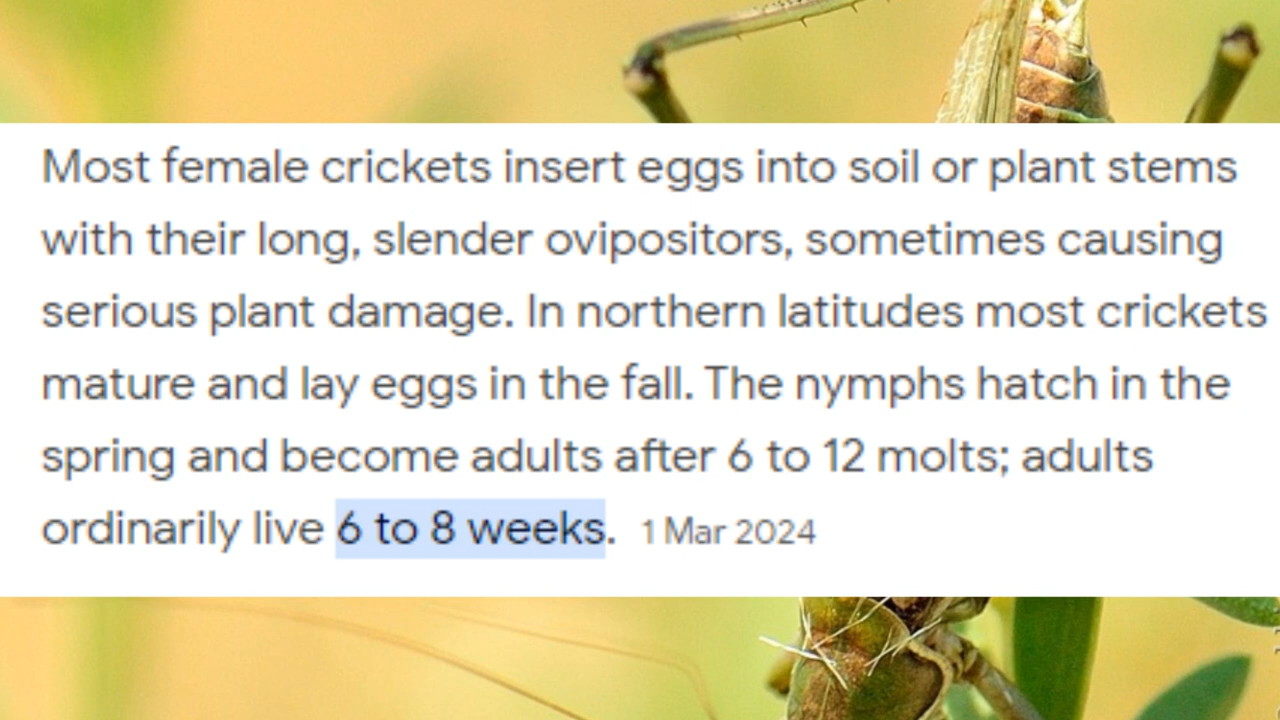 Most female crickets insert eggs into soil or plant stems
with their long, slender ovipositors, sometimes causing
serious plant damage. In northern latitudes most crickets
mature and lay eggs in the fall. The nymphs hatch in the
spring and become adults after 6 to 12 molts; adults
ordinarily live 6 to 8 weeks. 1 Mar 2024